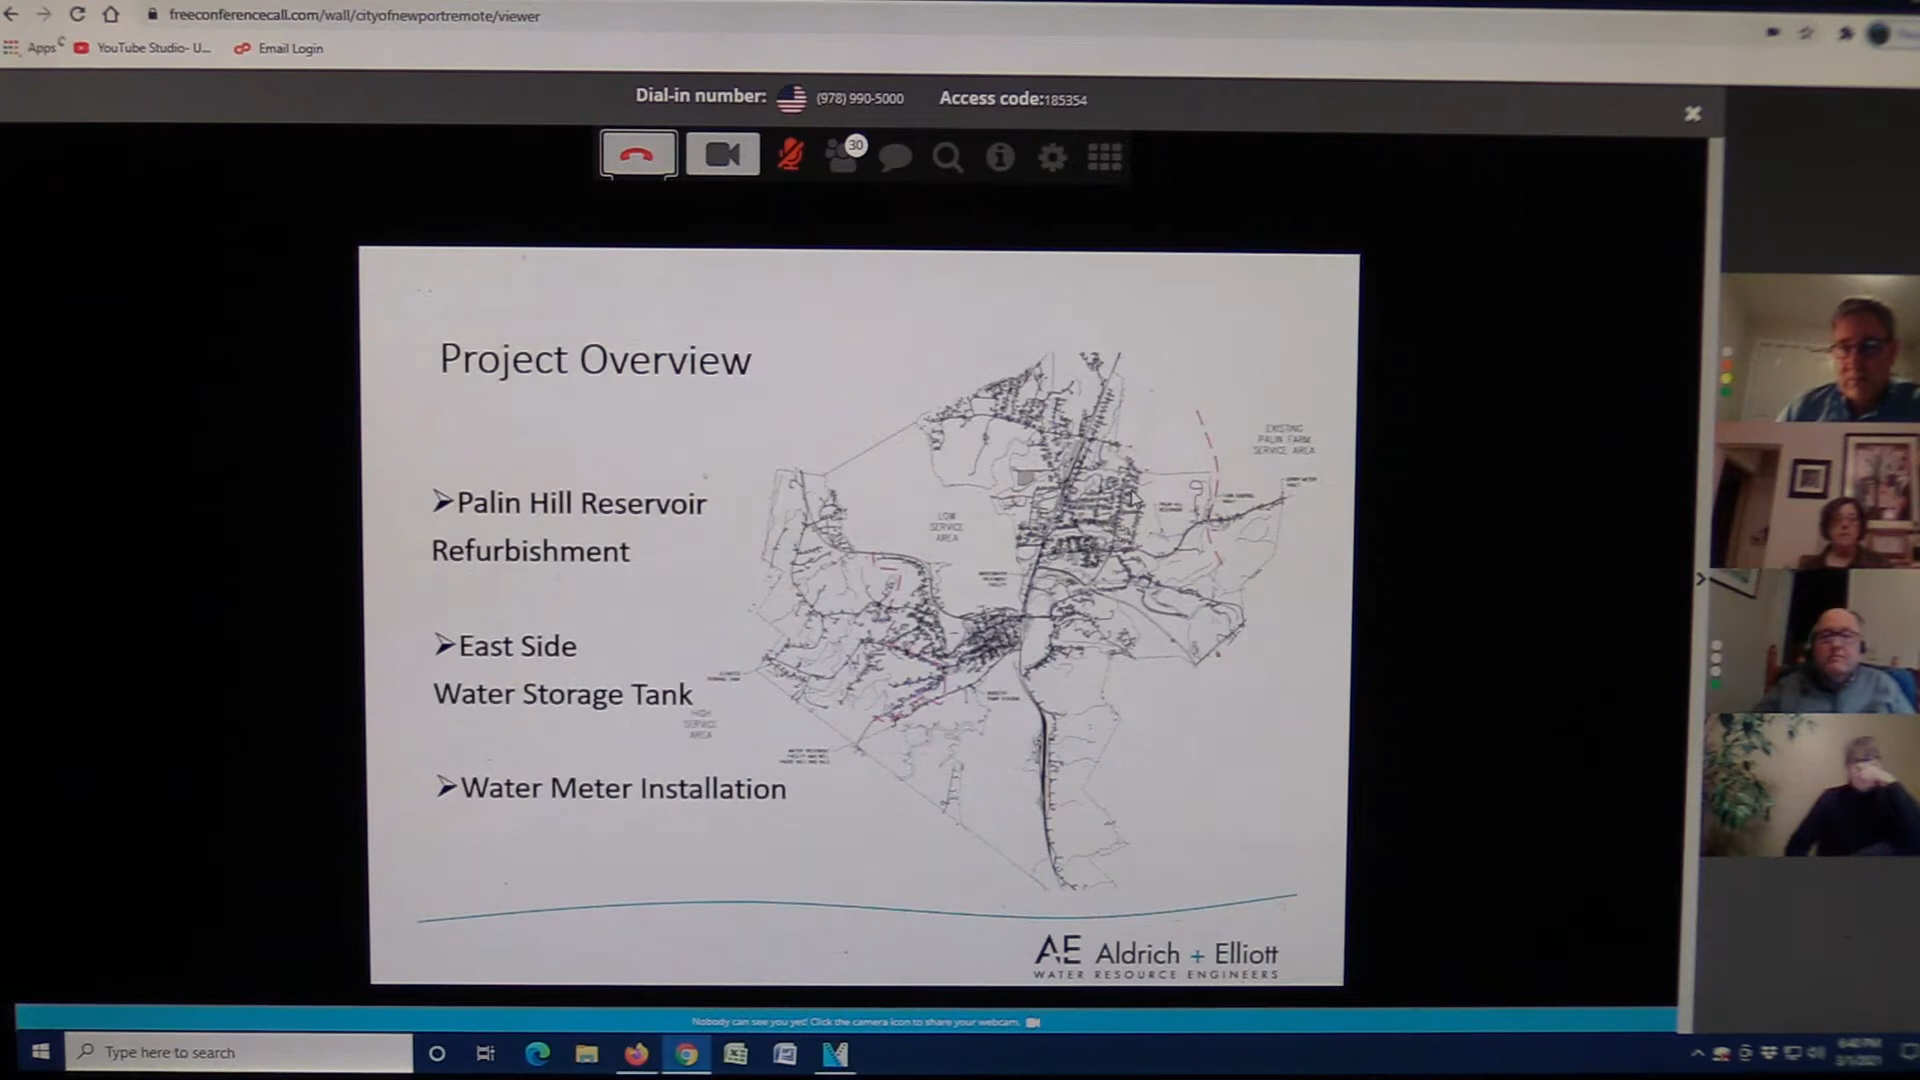 freeconferencecall.com/wall/cityofnewportremote/viewer
Apps
YouTube Studio- U...
Email Login
Dial-in number:
(978) 990-5000
Access code:185354
30
Project Overview
➢Palin Hill Reservoir
Refurbishment
➢East Side
Water Storage Tank
➢Water Meter Installation
EXISTING
PALIN FARM
SERVICE AREA
LOW
SERVICE
AREA
HIGH
SERVICE
AREA
AE Aldrich + Elliott
WATER RESOURCE ENGINEERS
Nobody can see you yet! Click the camera icon to share your webcam.
Type here to search